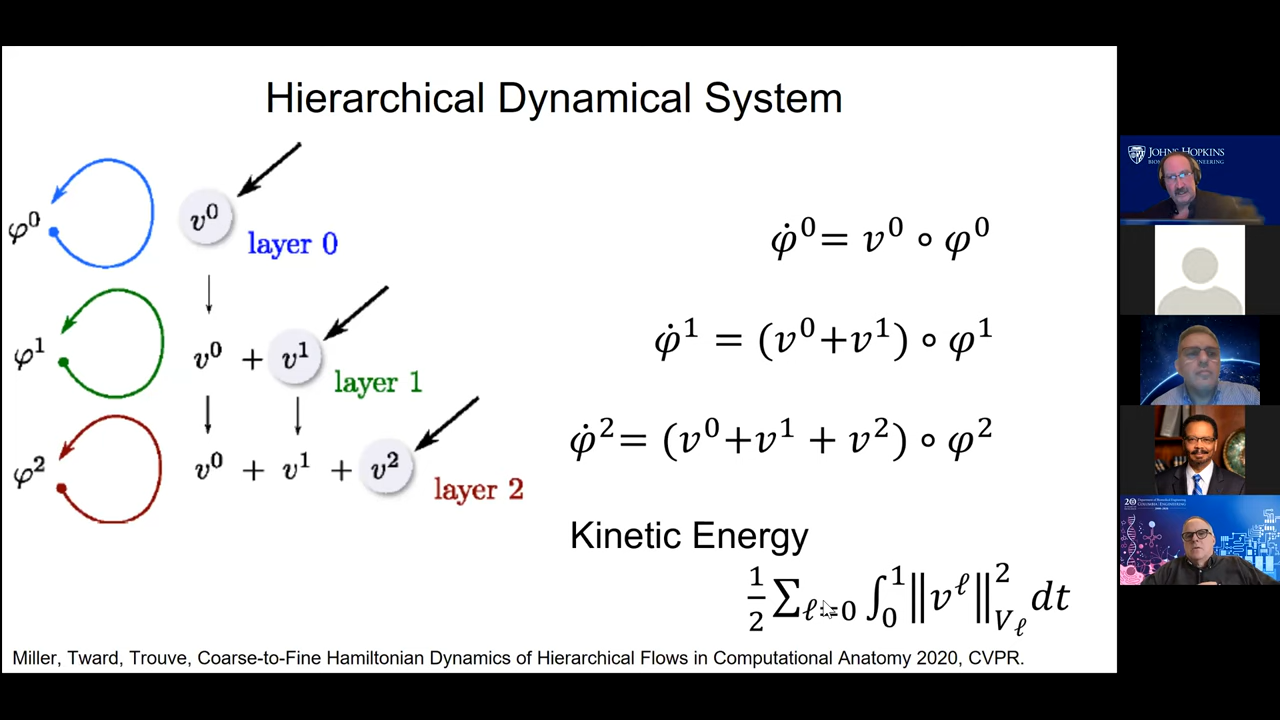 Hierarchical Dynamical System
φ⁰
v⁰
layer 0
φ¹
v⁰ + v¹
layer 1
φ²
v⁰ + v¹ + v²
layer 2
φ̇⁰= v⁰ ∘ φ⁰
φ̇¹ = (v⁰+v¹) ∘ φ¹
φ̇² = (v⁰+v¹ + v²) ∘ φ²
Kinetic Energy
½ ∑ℓ=0 ∫₀¹ ‖vˡ‖²_Vℓ dt
Miller, Tward, Trouve, Coarse-to-Fine Hamiltonian Dynamics of Hierarchical Flows in Computational Anatomy 2020, CVPR.
JOHNS HOPKINS